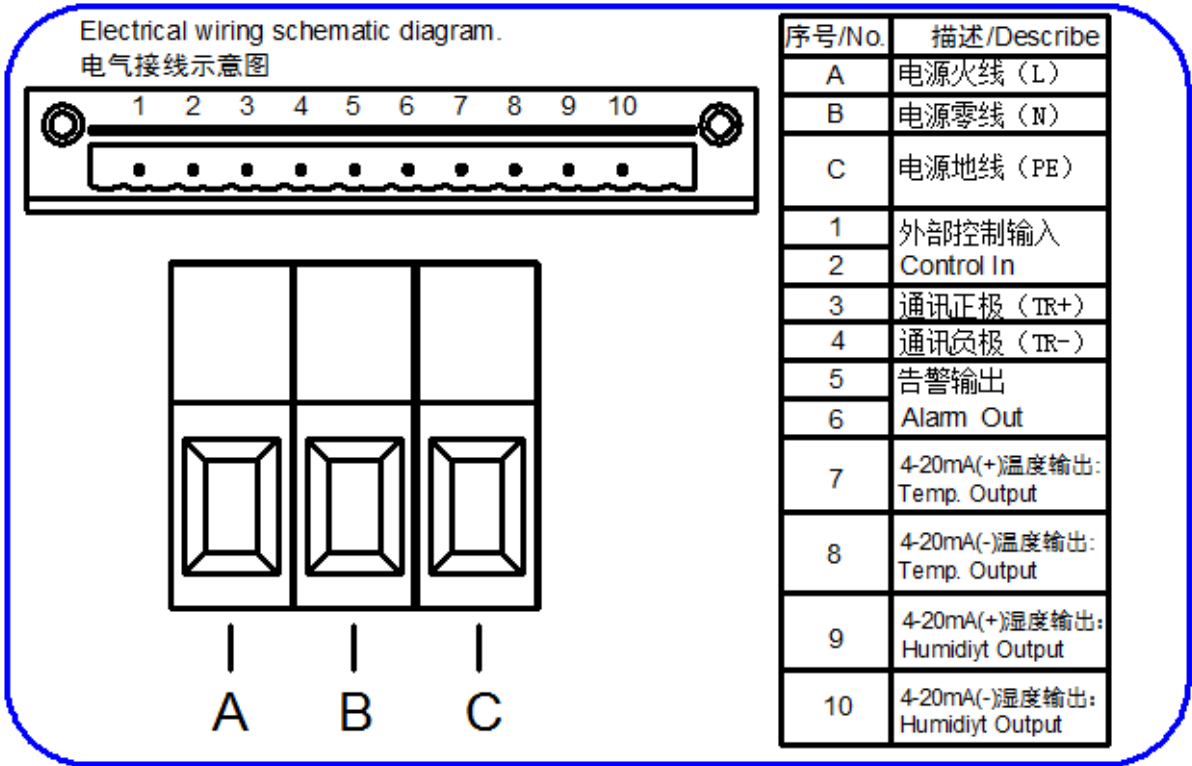 Electrical wiring schematic diagram.
电气接线示意图
1 2 3 4 5 6 7 8 9 10
A B C
序号/No. 描述/Describe
A 电源火线（L）
B 电源零线（N）
C 电源地线（PE）
1 外部控制输入
2 Control In
3 通讯正极（TR+）
4 通讯负极（TR-）
5 告警输出
6 Alarm Out
7 4-20mA(+)温度输出:
Temp. Output
8 4-20mA(-)温度输出:
Temp. Output
9 4-20mA(+)湿度输出：
Humidiyt Output
10 4-20mA(-)湿度输出：
Humidiyt Output